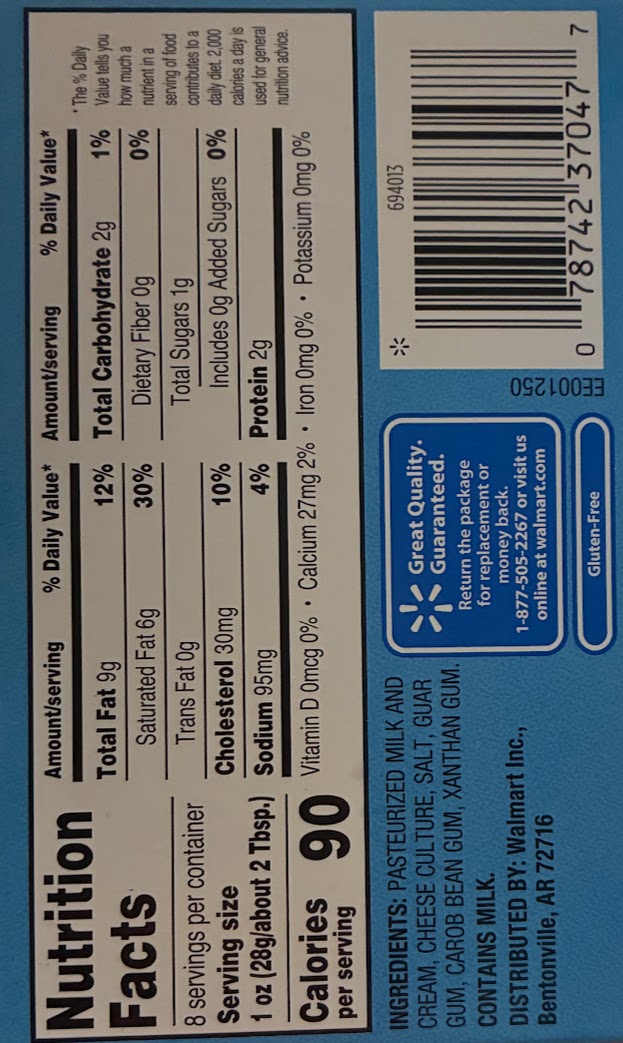 Nutrition
Facts
8 servings per container
Serving size
1 oz (28g/about 2 Tbsp.)
Calories 90
per serving
Amount/serving % Daily Value*
Total Fat 9g 12%
Saturated Fat 6g 30%
Trans Fat 0g
Cholesterol 30mg 10%
Sodium 95mg 4%
Amount/serving % Daily Value*
Total Carbohydrate 2g 1%
Dietary Fiber 0g 0%
Total Sugars 1g
Includes 0g Added Sugars 0%
Protein 2g
Vitamin D 0mcg 0% • Calcium 27mg 2% • Iron 0mg 0% • Potassium 0mg 0%
* The % Daily
Value tells you
how much a
nutrient in a
serving of food
contributes to a
daily diet. 2,000
calories a day is
used for general
nutrition advice.
INGREDIENTS: PASTEURIZED MILK AND
CREAM, CHEESE CULTURE, SALT, GUAR
GUM, CAROB BEAN GUM, XANTHAN GUM.
CONTAINS MILK.
DISTRIBUTED BY: Walmart Inc.,
Bentonville, AR 72716
Great Quality.
Guaranteed.
Return the package
for replacement or
money back.
1-877-505-2267 or visit us
online at walmart.com
Gluten-Free
EE001250
694013
0 78742 37047 7